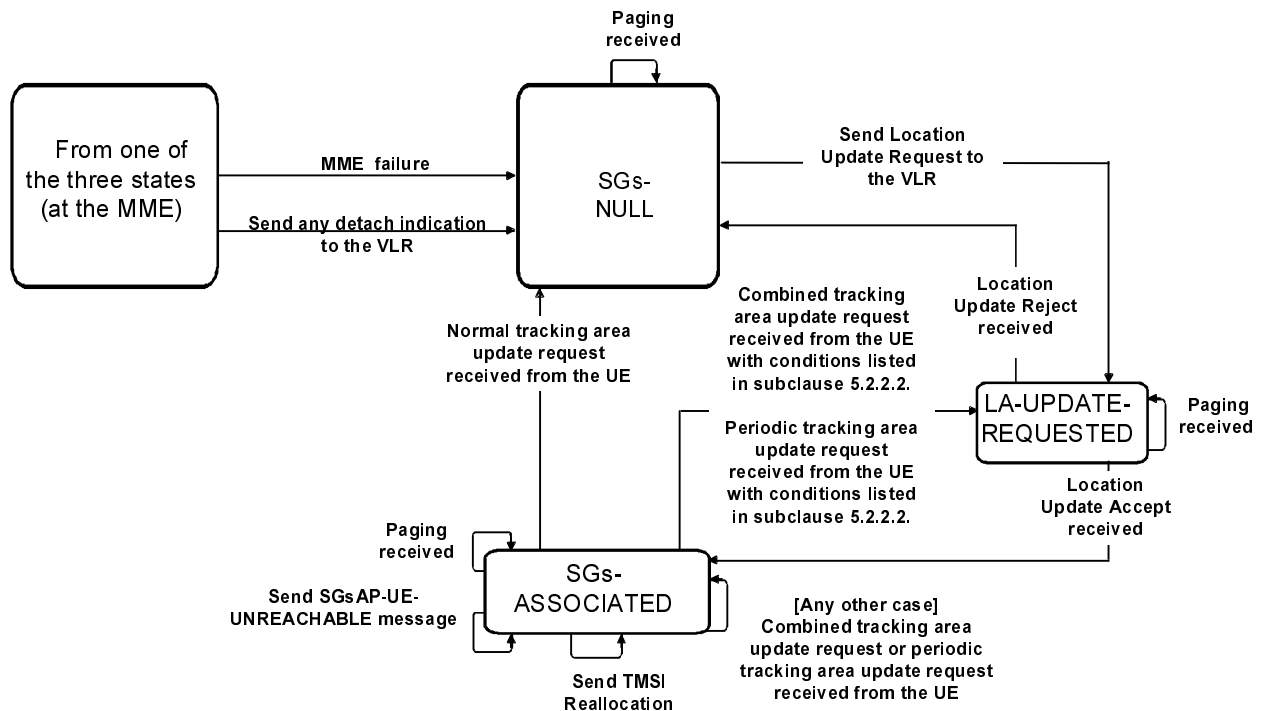 Paging
received
From one of
the three states
(at the MME)
MME failure
Send any detach indication
to the VLR
SGs-
NULL
Send Location
Update Request to
the VLR
Location
Update Reject
received
Combined tracking
area update request
received from the UE
with conditions listed
in subclause 5.2.2.2.
Normal tracking area
update request
received from the UE
LA-UPDATE-
REQUESTED
Paging
received
Periodic tracking area
update request
received from the UE
with conditions listed
in subclause 5.2.2.2.
Location
Update Accept
received
Paging
received
SGs-
ASSOCIATED
Send SGsAP-UE-
UNREACHABLE message
[Any other case]
Combined tracking area
update request or periodic
tracking area update request
received from the UE
Send TMSI
Reallocation